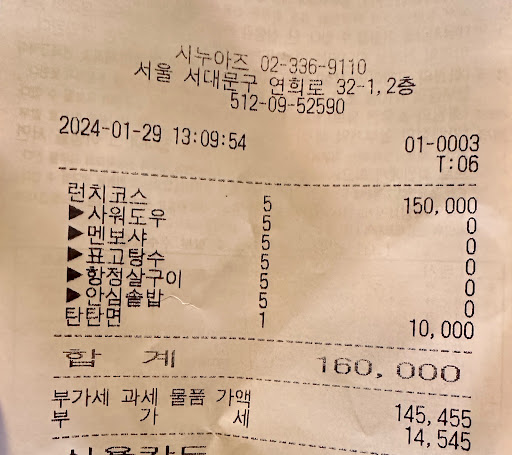 시누아즈 02-336-9110
서울 서대문구 연희로 32-1, 2층
512-09-52590
2024-01-29 13:09:54 01-0003
T:06
런치코스 5 150,000
▶사워도우 5 0
▶멘보샤 5 0
▶표고탕수 5 0
▶항정살구이 5 0
▶안심솥밥 5 0
탄탄면 1 10,000
합 계 160,000
부가세 과세 물품 가액 145,455
부 가 세 14,545